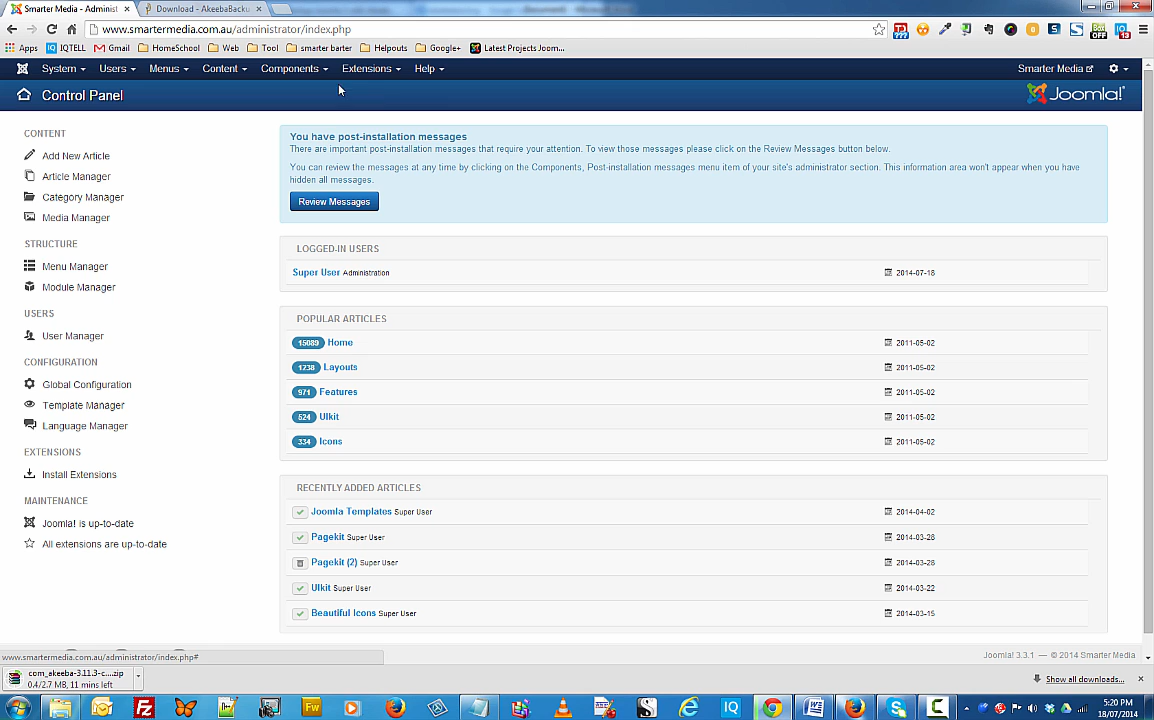 Smarter Media - Administ
Download - AkeebaBacku
www.smartermedia.com.au/administrator/index.php
Apps IQTELL Gmail HomeSchool Web Tool smarter barter Helpouts Google+ Latest Projects Joom...
System Users Menus Content Components Extensions Help Smarter Media
Control Panel Joomla!
CONTENT
Add New Article
Article Manager
Category Manager
Media Manager
STRUCTURE
Menu Manager
Module Manager
USERS
User Manager
CONFIGURATION
Global Configuration
Template Manager
Language Manager
EXTENSIONS
Install Extensions
MAINTENANCE
Joomla! is up-to-date
All extensions are up-to-date
You have post-installation messages
There are important post-installation messages that require your attention. To view those messages please click on the Review Messages button below.
You can review the messages at any time by clicking on the Components, Post-installation messages menu item of your site's administrator section. This information area won't appear when you have
hidden all messages.
Review Messages
LOGGED-IN USERS
Super User Administration 2014-07-18
POPULAR ARTICLES
15089 Home 2011-05-02
1738 Layouts 2011-05-02
971 Features 2011-05-02
524 UIkit 2011-05-02
334 Icons 2011-05-02
RECENTLY ADDED ARTICLES
Joomla Templates Super User 2014-04-02
Pagekit Super User 2014-03-28
Pagekit (2) Super User 2014-03-28
UIkit Super User 2014-03-22
Beautiful Icons Super User 2014-03-15
www.smartermedia.com.au/administrator/index.php#
Joomla! 3.3.1 — © 2014 Smarter Media
com_akeeba-3.11.3-c....zip
0.4/2.7 MB, 11 mins left
Show all downloads...
5:20 PM
18/07/2014